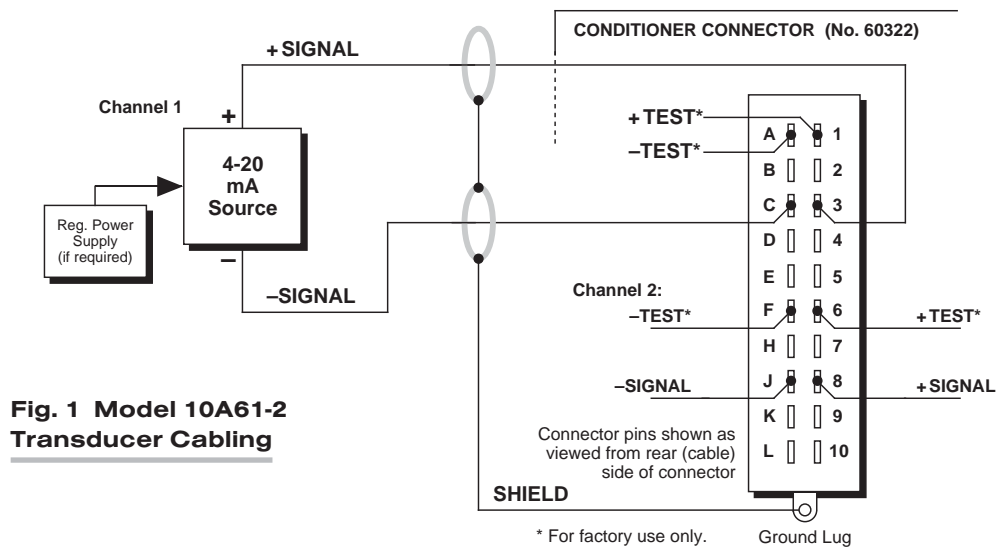 CONDITIONER CONNECTOR (No. 60322)
+SIGNAL
Channel 1
+
4-20
mA
Source
–
Reg. Power
Supply
(if required)
–SIGNAL
+TEST*
–TEST*
A 1
B 2
C 3
D 4
E 5
Channel 2:
–TEST* F 6 +TEST*
H 7
–SIGNAL J 8 +SIGNAL
K 9
L 10
Connector pins shown as
viewed from rear (cable)
side of connector
Fig. 1 Model 10A61-2
Transducer Cabling
SHIELD
* For factory use only.
Ground Lug